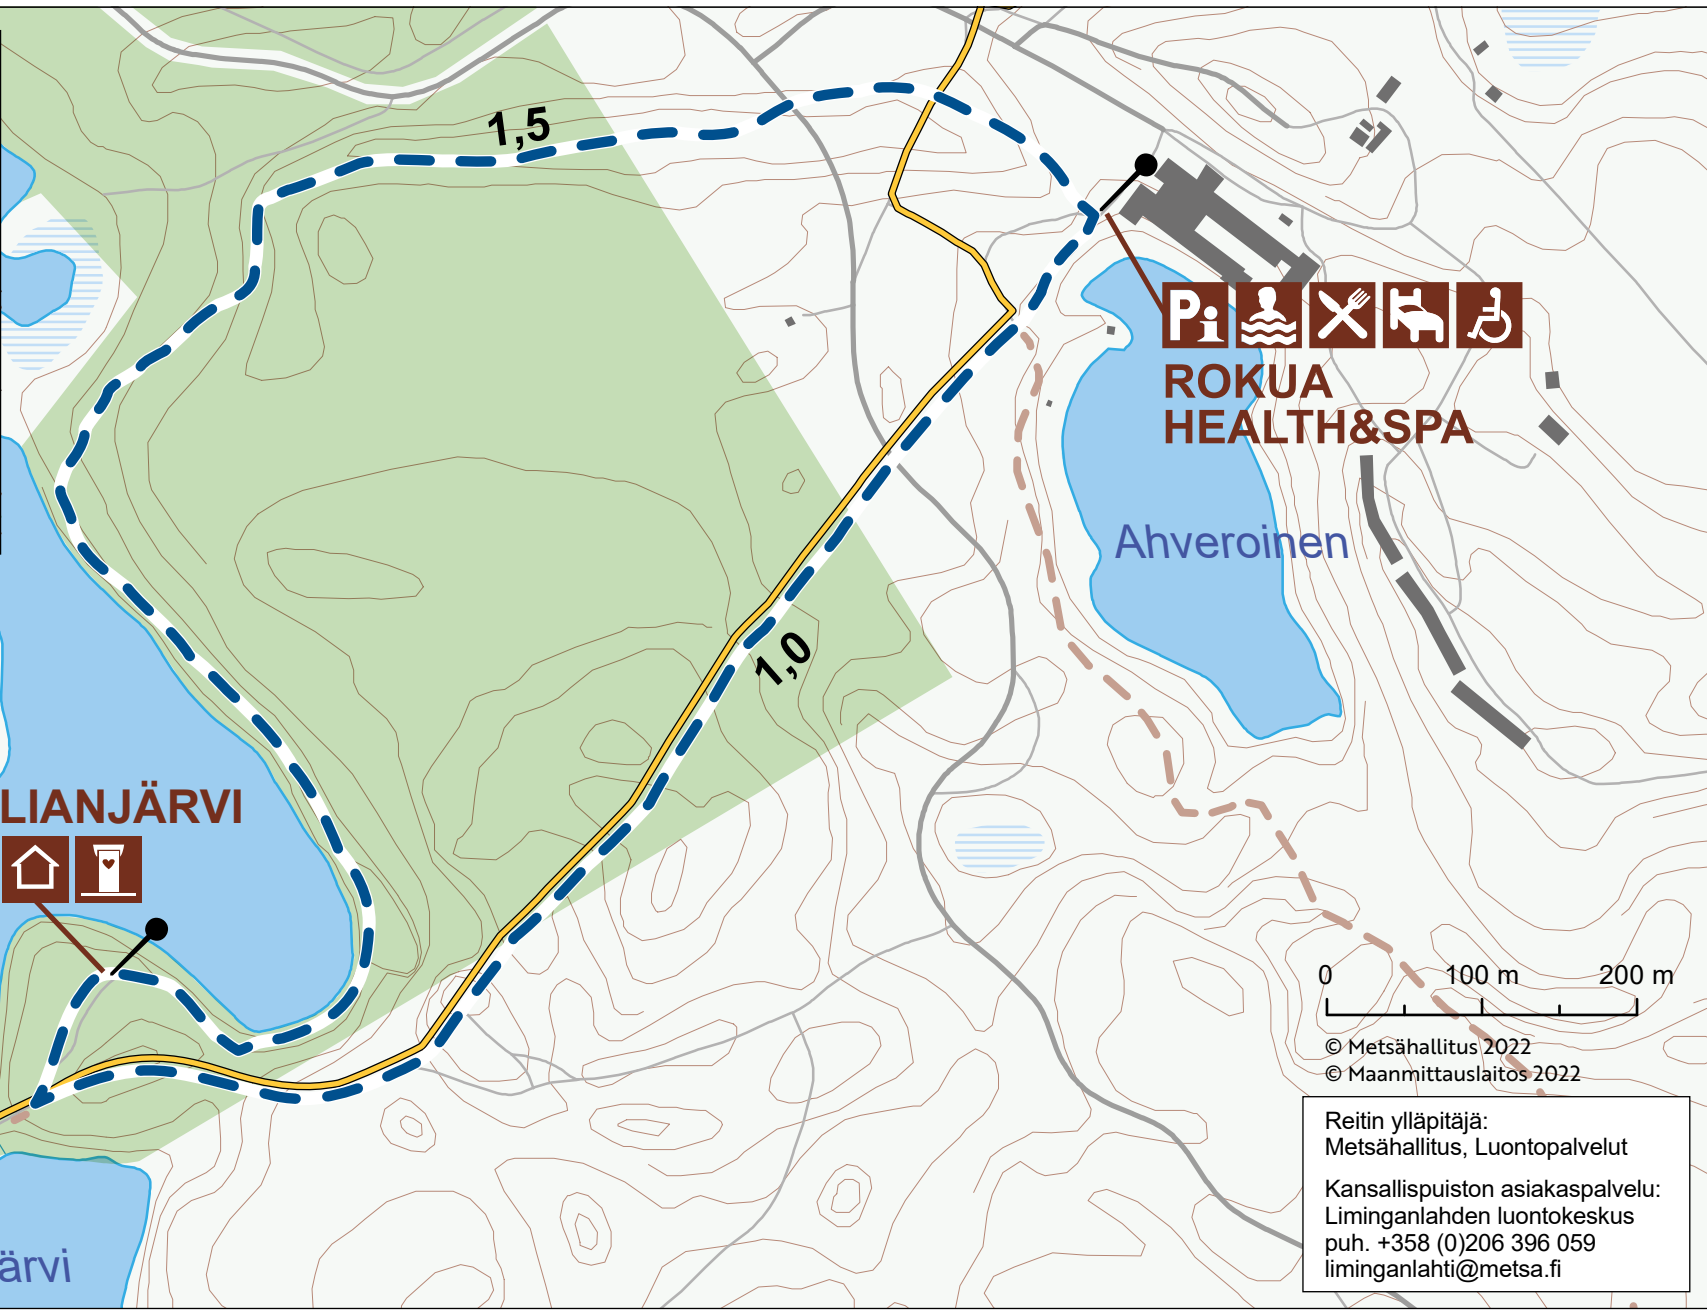 1,5
ROKUA
HEALTH&SPA
Ahveroinen
1,0
LIANJÄRVI
0 100 m 200 m
© Metsähallitus 2022
© Maanmittauslaitos 2022
Reitin ylläpitäjä:
Metsähallitus, Luontopalvelut
Kansallispuiston asiakaspalvelu:
Liminganlahden luontokeskus
puh. +358 (0)206 396 059
liminganlahti@metsa.fi
ärvi